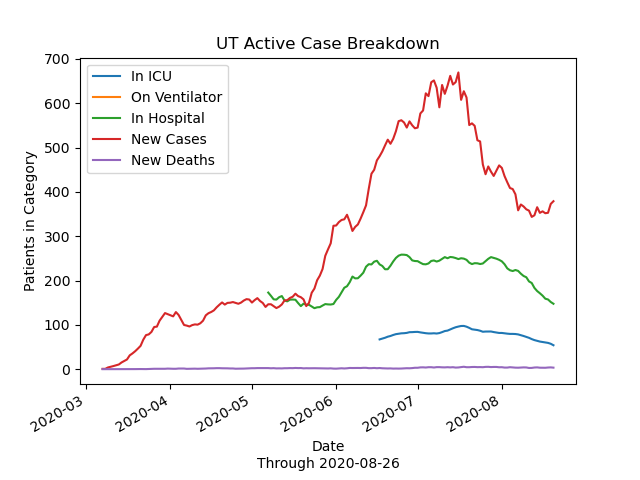 UT Active Case Breakdown
700
600
500
400
300
200
100
0
Patients in Category
In ICU
On Ventilator
In Hospital
New Cases
New Deaths
2020-03
2020-04
2020-05
2020-06
2020-07
2020-08
Date
Through 2020-08-26